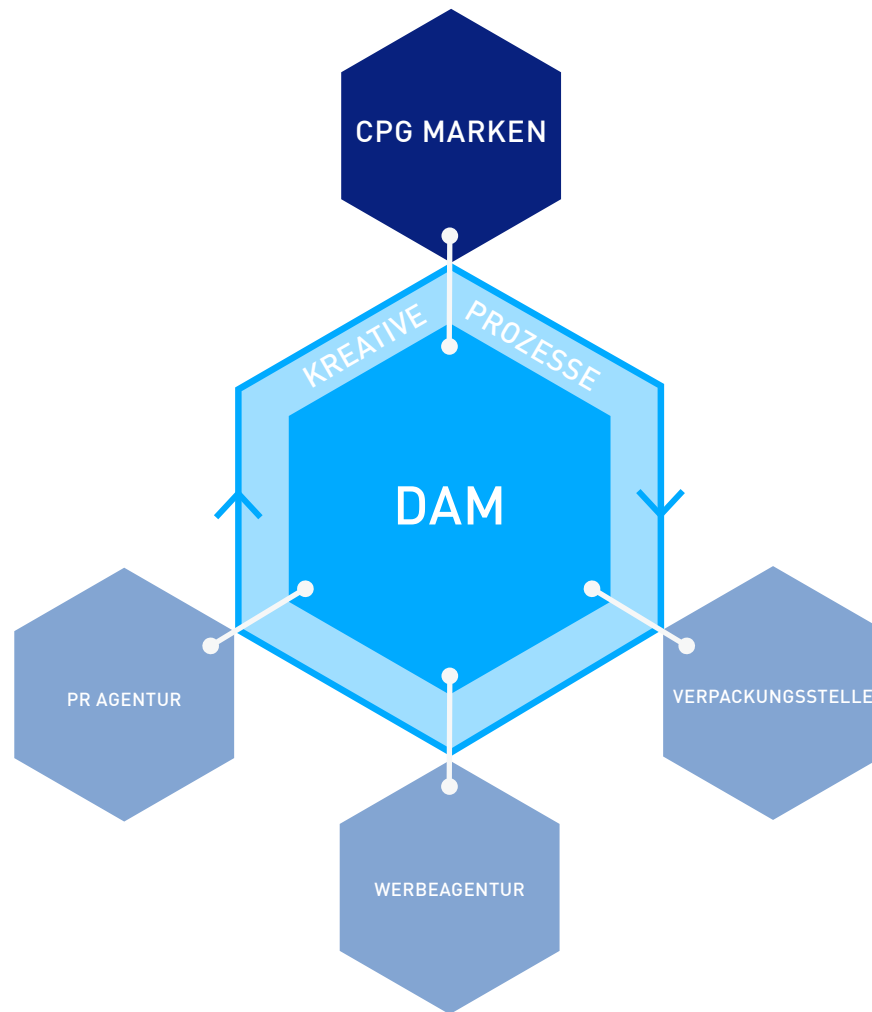 CPG MARKEN
KREATIVE PROZESSE
DAM
PR AGENTUR
VERPACKUNGSSTELLE
WERBEAGENTUR